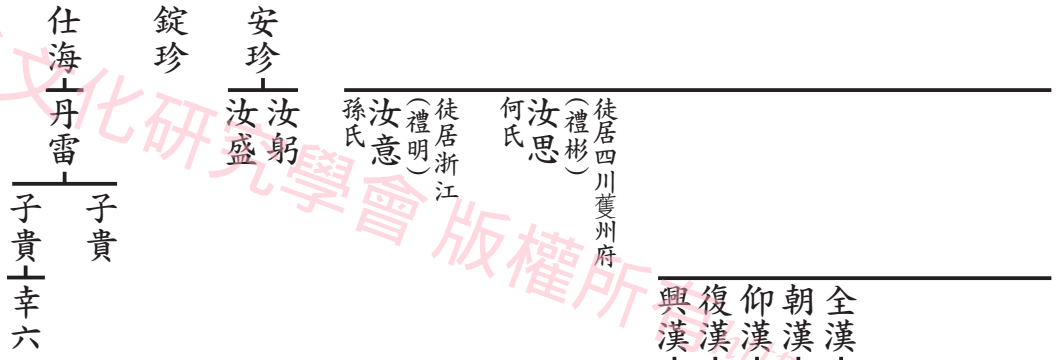 全漢
朝漢
仰漢
復漢
興漢
徒居四川蒦州府
(禮彬)
汝思
何氏
徒居浙江
(禮明)
汝意
孫氏
安珍
汝躬
汝盛
錠珍
仕海
丹雷
子貴
子貴
幸六
文化研究學會 版權所有